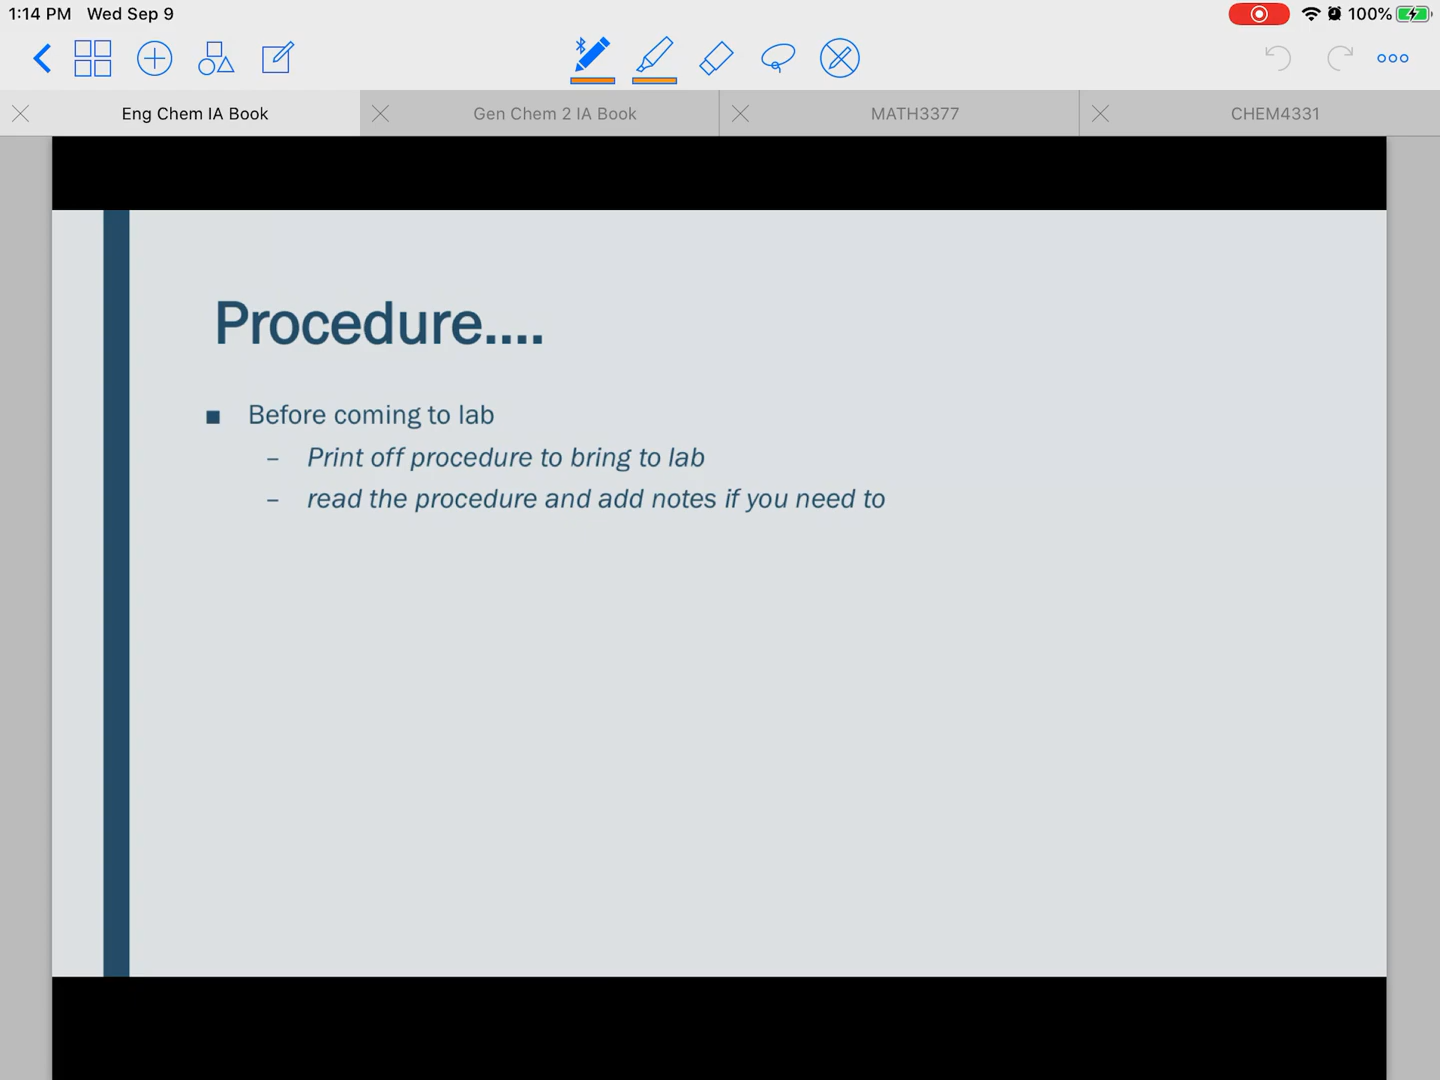 1:14 PM Wed Sep 9 100%
Eng Chem IA Book Gen Chem 2 IA Book MATH3377 CHEM4331
Procedure....
■ Before coming to lab
– Print off procedure to bring to lab
– read the procedure and add notes if you need to